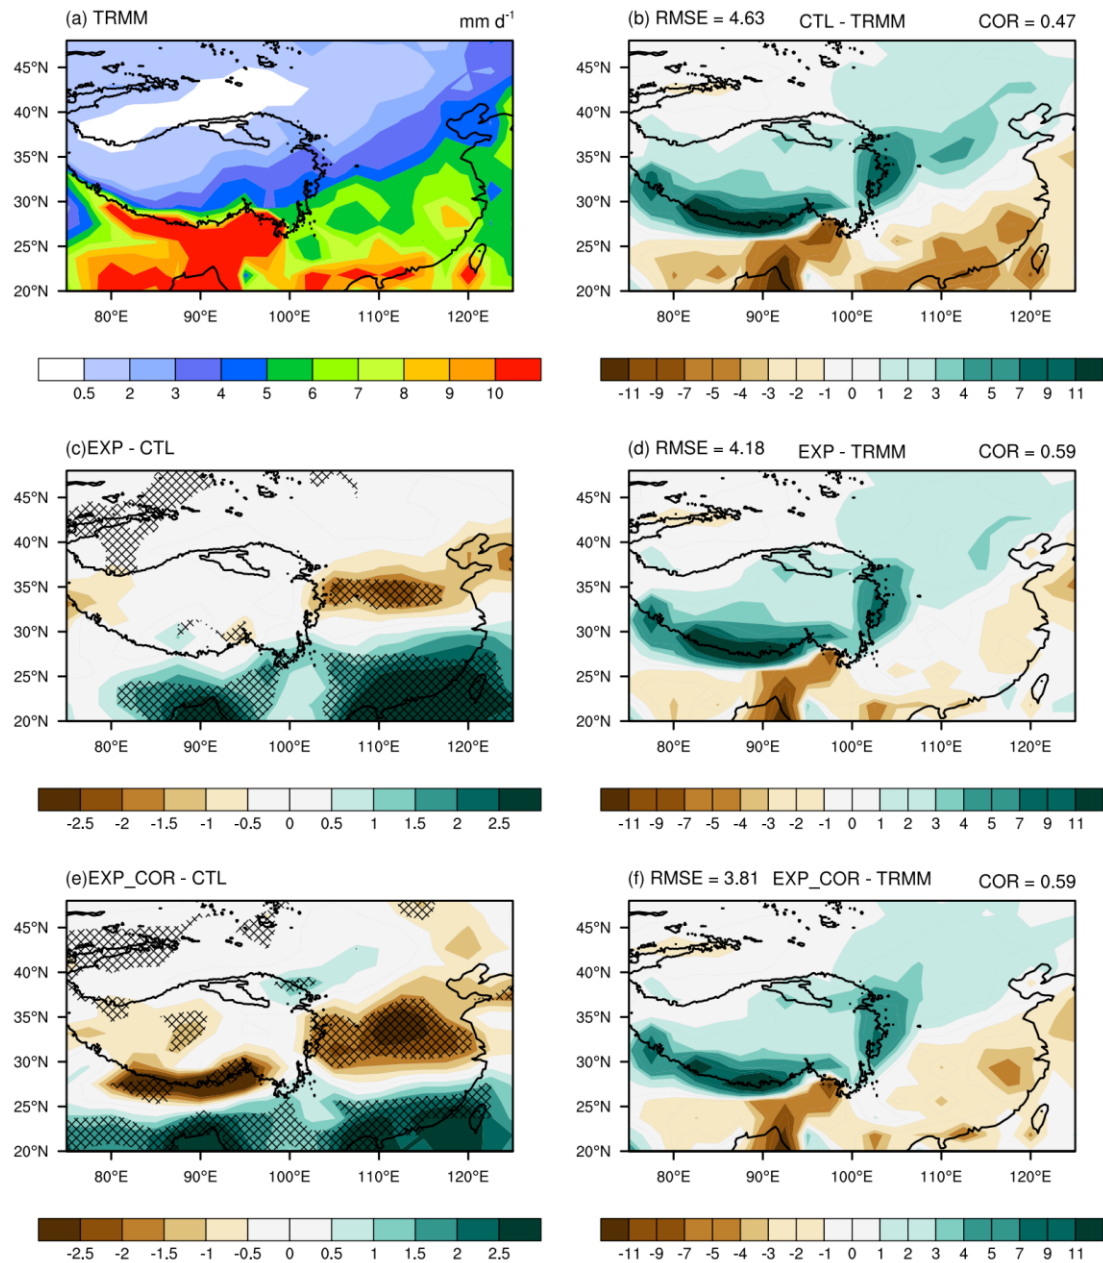 (a) TRMM mm d⁻¹
45°N
40°N
35°N
30°N
25°N
20°N
80°E 90°E 100°E 110°E 120°E
0.5 2 3 4 5 6 7 8 9 10
(b) RMSE = 4.63 CTL - TRMM COR = 0.47
45°N
40°N
35°N
30°N
25°N
20°N
80°E 90°E 100°E 110°E 120°E
-11 -9 -7 -5 -4 -3 -2 -1 0 1 2 3 4 5 7 9 11
(c)EXP - CTL
45°N
40°N
35°N
30°N
25°N
20°N
80°E 90°E 100°E 110°E 120°E
-2.5 -2 -1.5 -1 -0.5 0 0.5 1 1.5 2 2.5
(d) RMSE = 4.18 EXP - TRMM COR = 0.59
45°N
40°N
35°N
30°N
25°N
20°N
80°E 90°E 100°E 110°E 120°E
-11 -9 -7 -5 -4 -3 -2 -1 0 1 2 3 4 5 7 9 11
(e)EXP_COR - CTL
45°N
40°N
35°N
30°N
25°N
20°N
80°E 90°E 100°E 110°E 120°E
-2.5 -2 -1.5 -1 -0.5 0 0.5 1 1.5 2 2.5
(f) RMSE = 3.81 EXP_COR - TRMM COR = 0.59
45°N
40°N
35°N
30°N
25°N
20°N
80°E 90°E 100°E 110°E 120°E
-11 -9 -7 -5 -4 -3 -2 -1 0 1 2 3 4 5 7 9 11